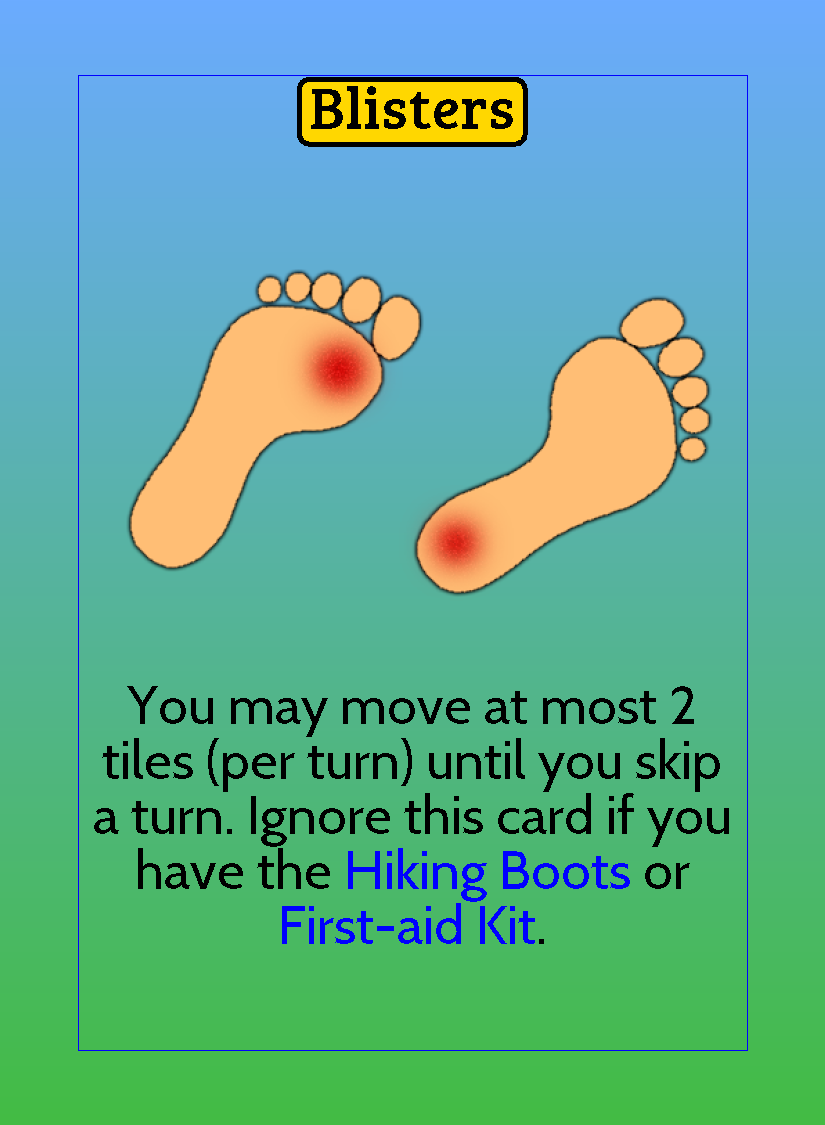 Blisters
You may move at most 2
tiles (per turn) until you skip
a turn. Ignore this card if you
have the Hiking Boots or
First-aid Kit.